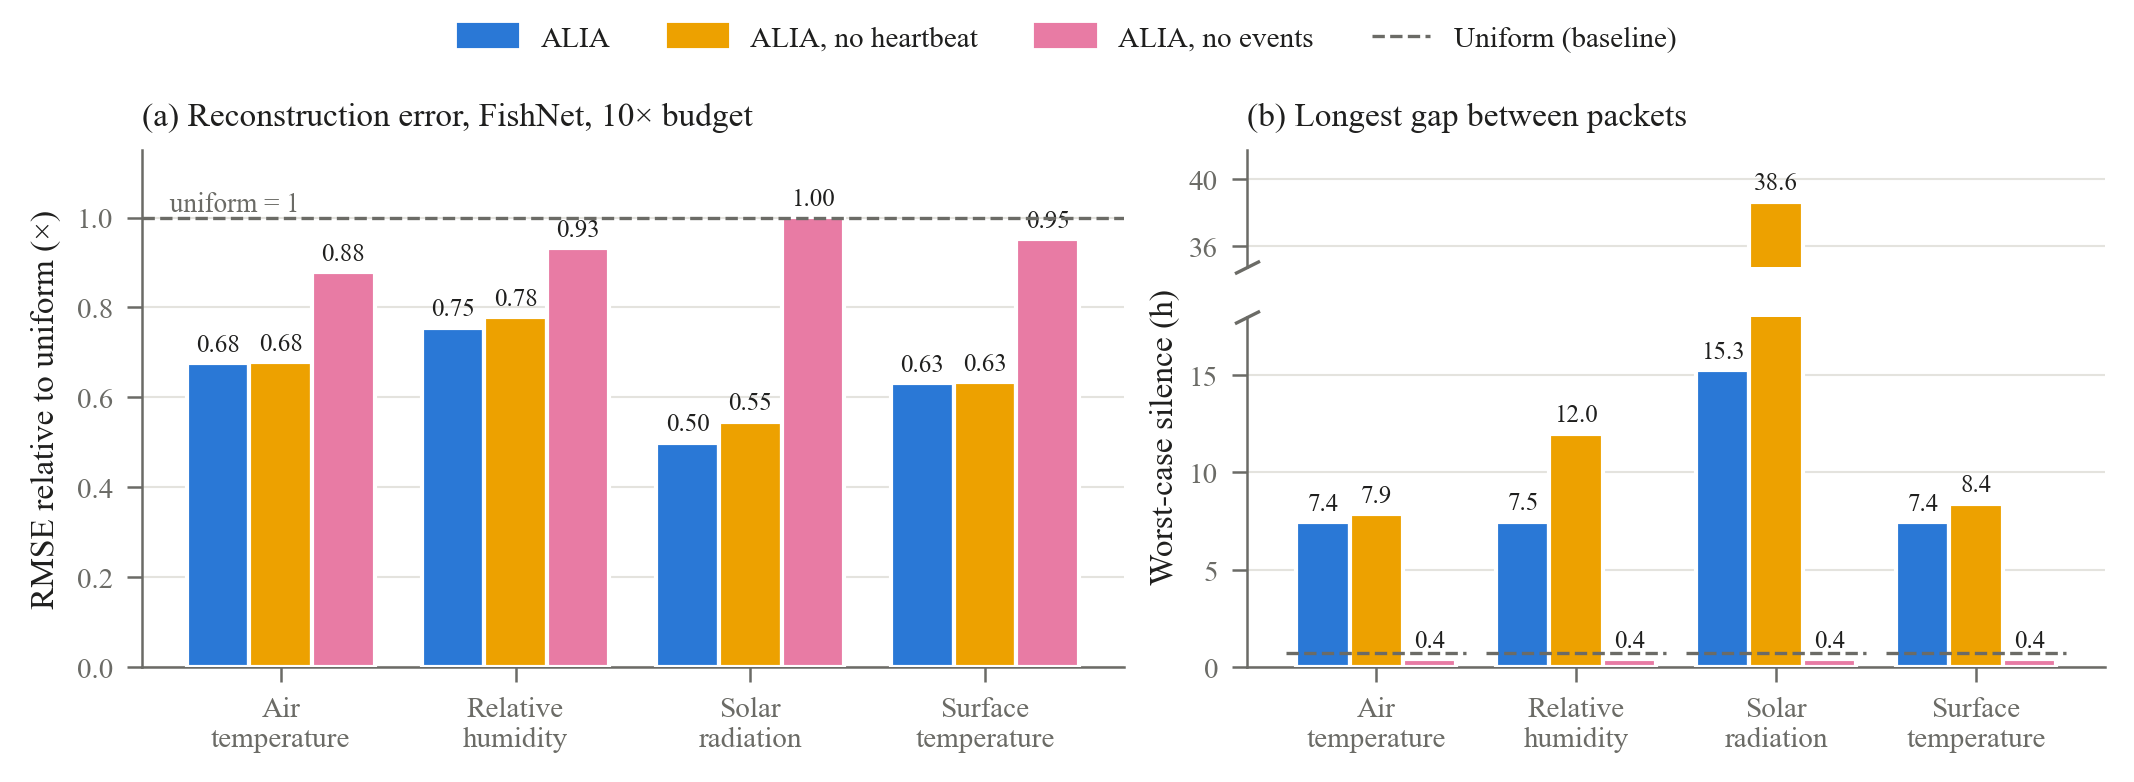 ALIA
ALIA, no heartbeat
ALIA, no events
Uniform (baseline)
(a) Reconstruction error, FishNet, 10× budget
RMSE relative to uniform (×)
1.0
0.8
0.6
0.4
0.2
0.0
uniform = 1
0.68
0.68
0.88
0.75
0.78
0.93
0.50
0.55
1.00
0.63
0.63
0.95
Air
temperature
Relative
humidity
Solar
radiation
Surface
temperature
(b) Longest gap between packets
Worst-case silence (h)
40
36
15
10
5
0
7.4
7.9
0.4
7.5
12.0
0.4
15.3
38.6
0.4
7.4
8.4
0.4
Air
temperature
Relative
humidity
Solar
radiation
Surface
temperature